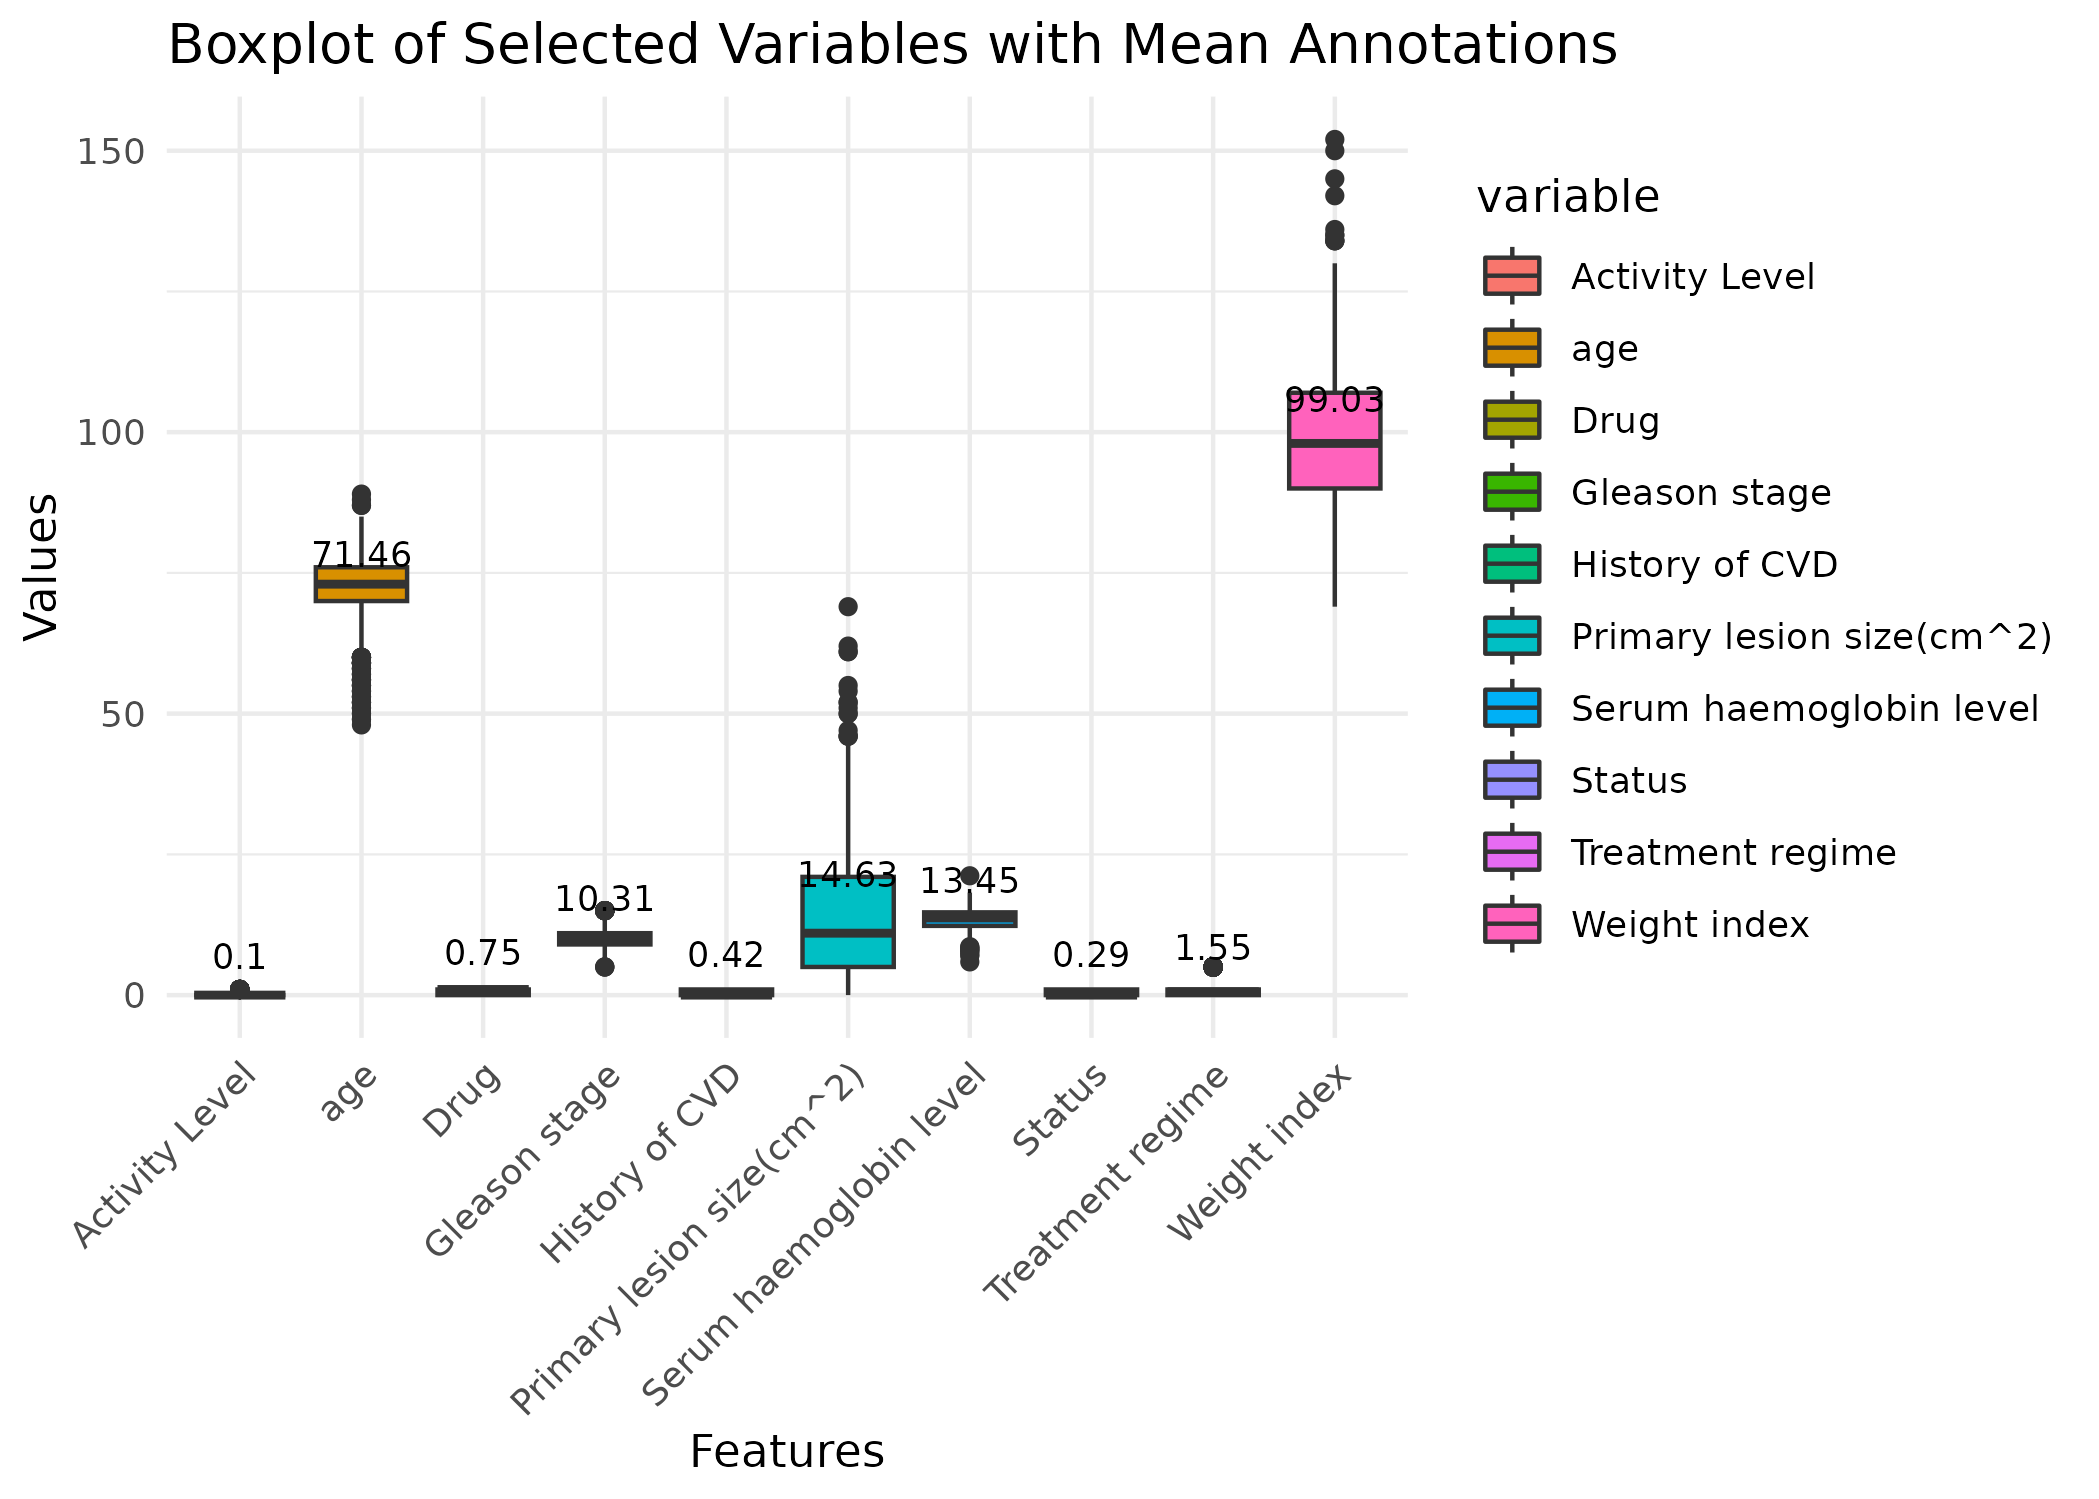 Boxplot of Selected Variables with Mean Annotations
Values
150
100
50
0
0.1
71.46
0.75
10.31
0.42
14.63
13.45
0.29
1.55
99.03
Activity Level
age
Drug
Gleason stage
History of CVD
Primary lesion size(cm^2)
Serum haemoglobin level
Status
Treatment regime
Weight index
Features
variable
Activity Level
age
Drug
Gleason stage
History of CVD
Primary lesion size(cm^2)
Serum haemoglobin level
Status
Treatment regime
Weight index